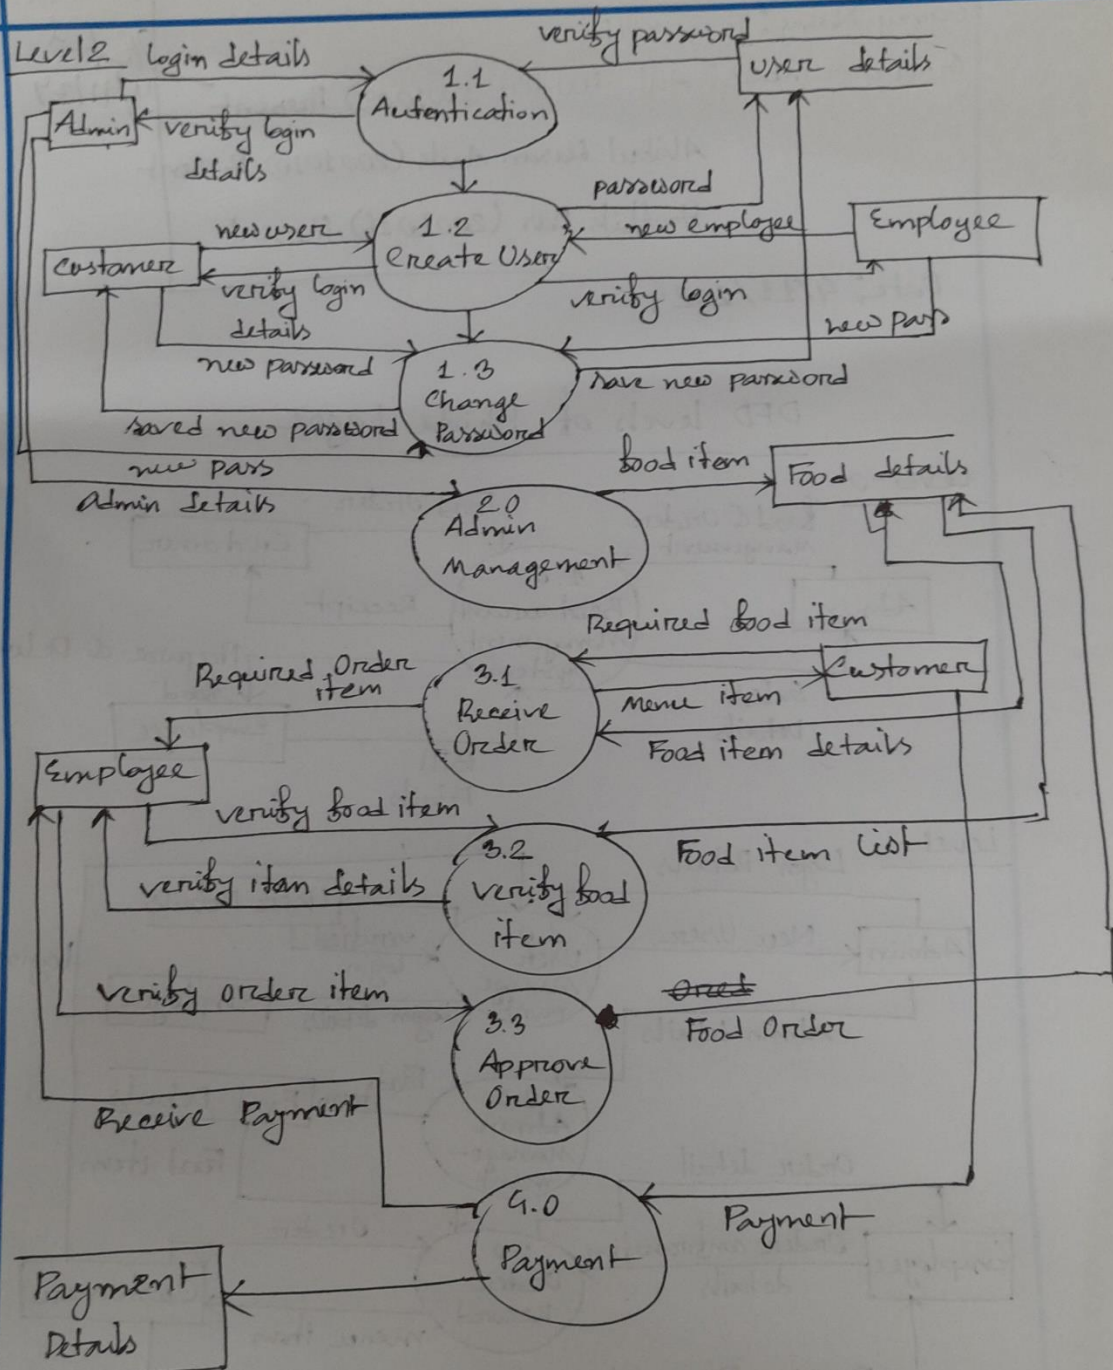 Level 2
login details
verify password
user details
1.1
Autentication
Admin
verify login
details
password
new user
1.2
Create User
new employee
Employee
Customer
verify login
details
verify login
new pass
new password
1.3
Change
Password
save new password
saved new password
new pass
Admin details
food item
Food details
2.0
Admin
Management
Required food item
Required Order
item
3.1
Receive
Order
Menu item
Customer
Food item details
Employee
verify food item
3.2
verify food
item
Food item List
verify item details
verify order item
3.3
Approve
Order
Food Order
Receive Payment
4.0
Payment
Payment
Payment
Details